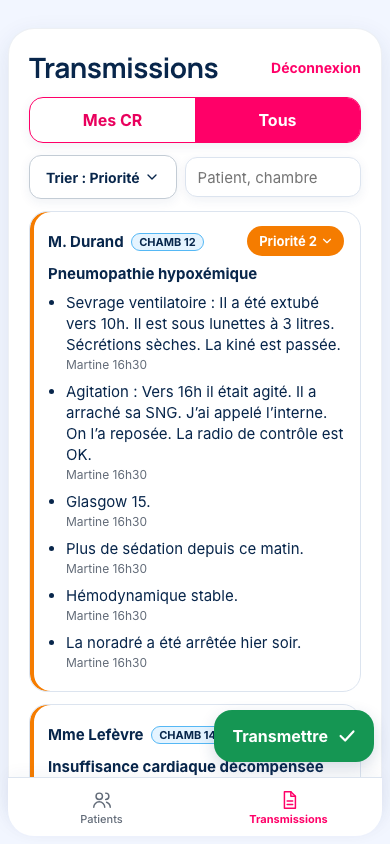 Transmissions
Déconnexion
Mes CR
Tous
Trier : Priorité
Patient, chambre
M. Durand
CHAMB 12
Priorité 2
Pneumopathie hypoxémique
• Sevrage ventilatoire : Il a été extubé
vers 10h. Il est sous lunettes à 3 litres.
Sécrétions sèches. La kiné est passée.
Martine 16h30
• Agitation : Vers 16h il était agité. Il a
arraché sa SNG. J’ai appelé l’interne.
On l’a reposée. La radio de contrôle est
OK.
Martine 16h30
• Glasgow 15.
Martine 16h30
• Plus de sédation depuis ce matin.
Martine 16h30
• Hémodynamique stable.
Martine 16h30
• La noradré a été arrêtée hier soir.
Martine 16h30
Mme Lefèvre
CHAMB 14
Transmettre
Insuffisance cardiaque décompensée
Patients
Transmissions